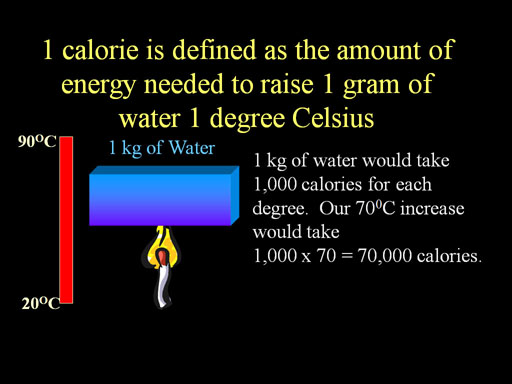 1 calorie is defined as the amount of
energy needed to raise 1 gram of
water 1 degree Celsius
90⁰C
1 kg of Water
1 kg of water would take
1,000 calories for each
degree. Our 70⁰C increase
would take
1,000 x 70 = 70,000 calories.
20⁰C